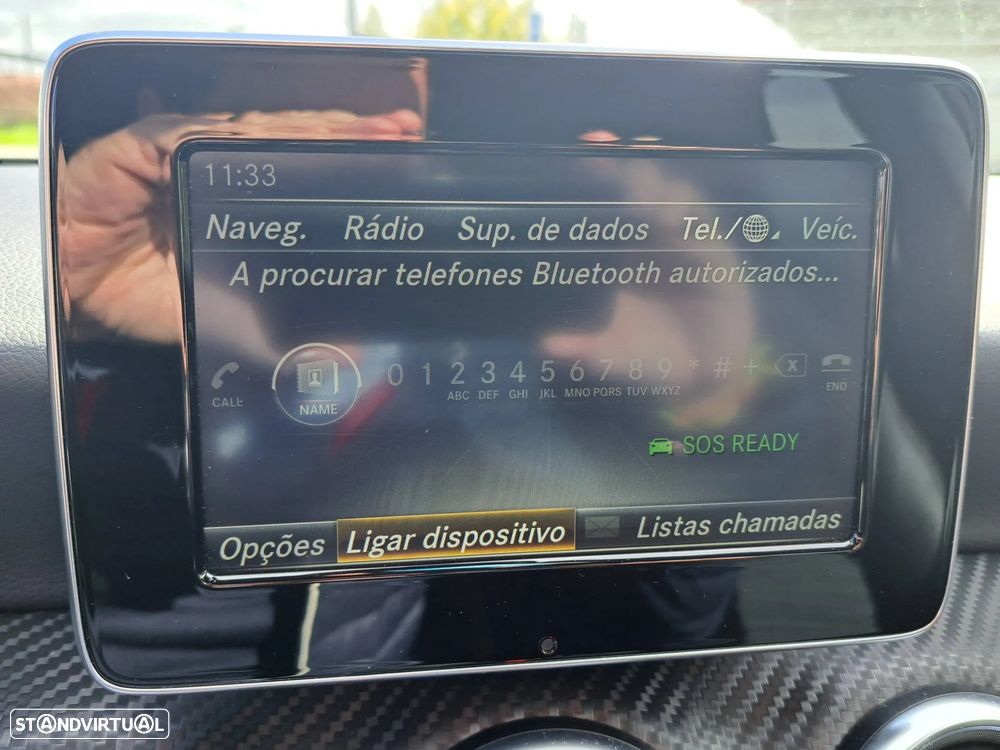 11:33
Naveg. Rádio Sup. de dados Tel./ Veíc.
A procurar telefones Bluetooth autorizados...
CALL NAME 0 1 2 3 4 5 6 7 8 9 * # + X END
ABC DEF GHI JKL MNO PQRS TUV WXYZ
SOS READY
Opções Ligar dispositivo Listas chamadas
STANDVIRTUAL